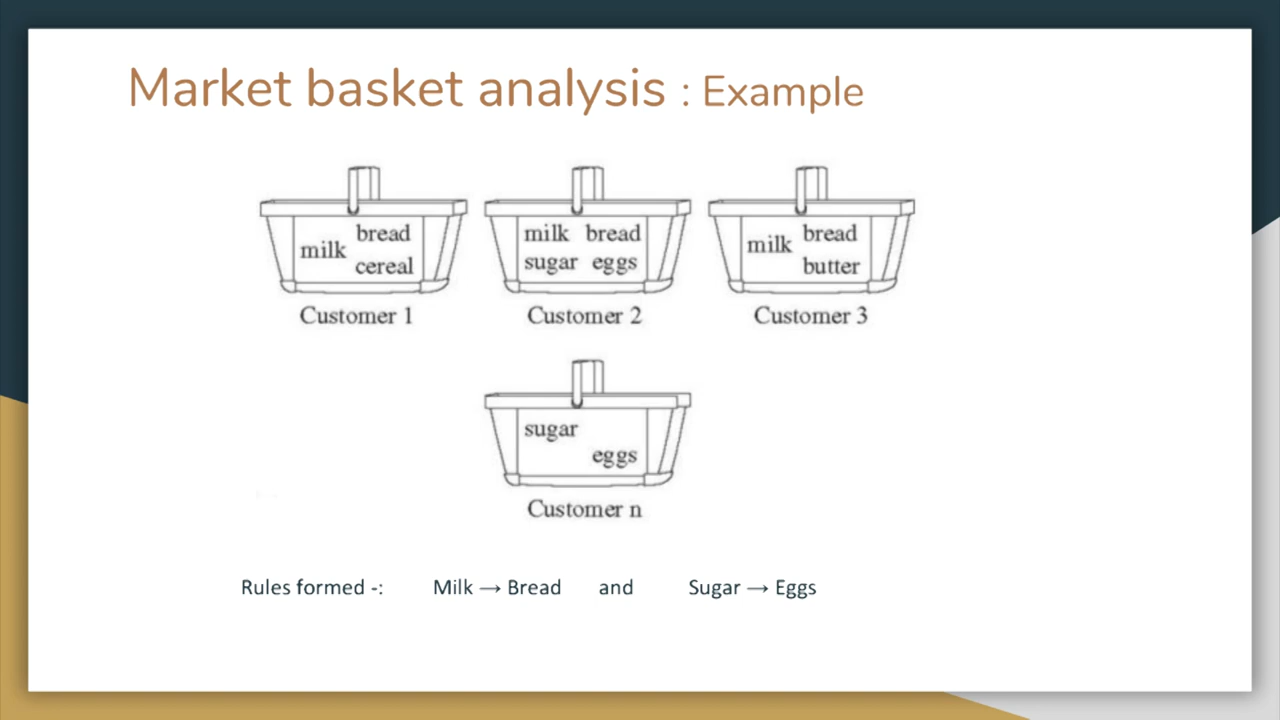 Market basket analysis : Example
milk bread cereal
Customer 1
milk bread
sugar eggs
Customer 2
milk bread butter
Customer 3
sugar
eggs
Customer n
Rules formed -: Milk → Bread and Sugar → Eggs